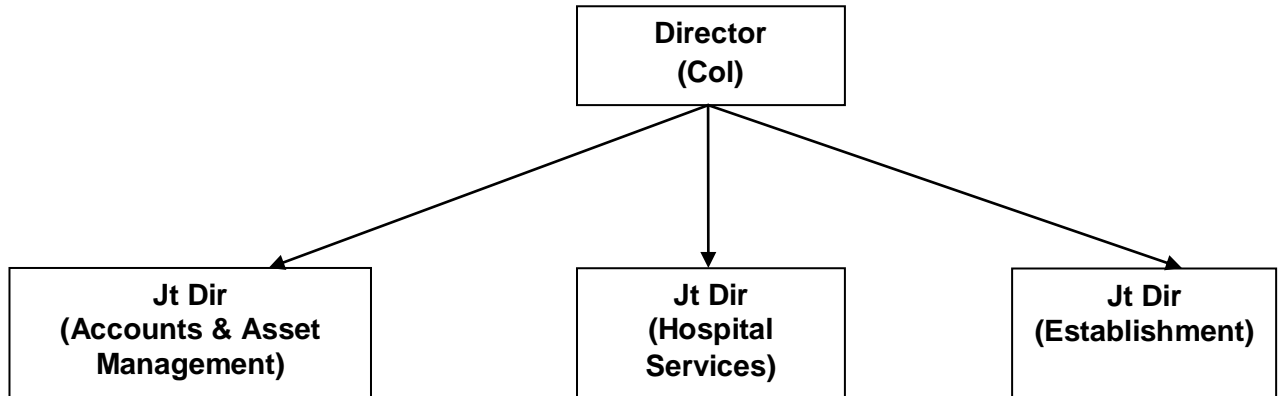 Director
(Col)
Jt Dir
(Accounts & Asset
Management)
Jt Dir
(Hospital
Services)
Jt Dir
(Establishment)